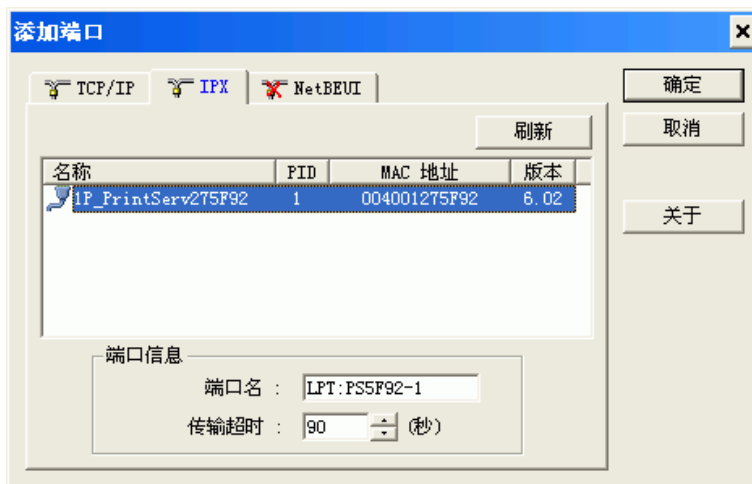 添加端口
TCP/IP IPX NetBEUI
确定
刷新
取消
名称 PID MAC 地址 版本
1P_PrintServ275F92 1 004001275F92 6.02
关于
端口信息
端口名 : LPT:PS5F92-1
传输超时 : 90 (秒)